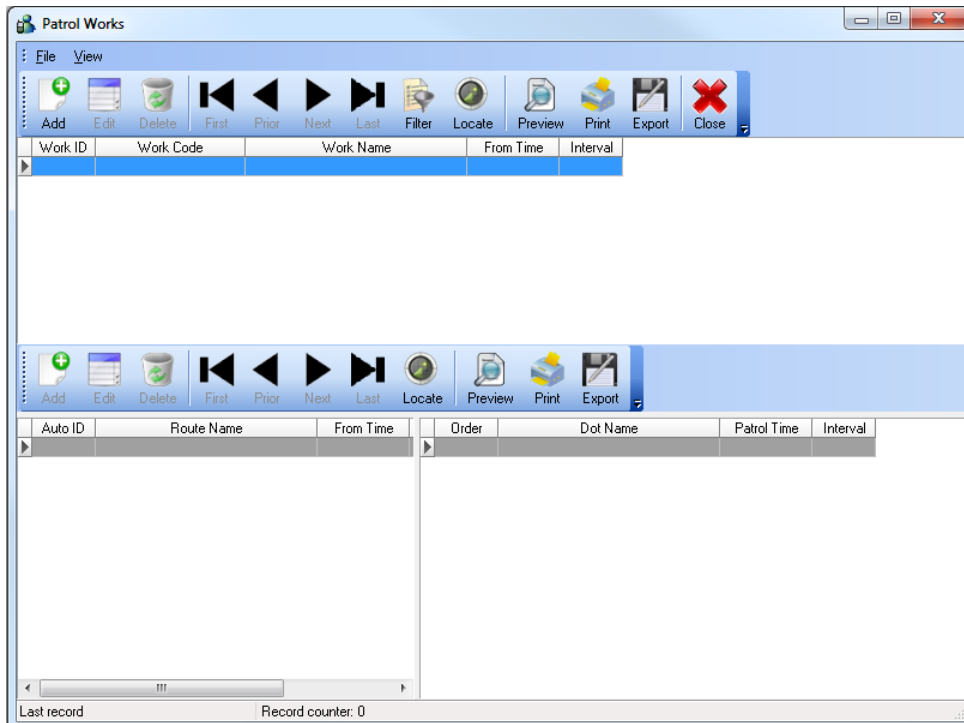 Patrol Works
File View
Add Edit Delete First Prior Next Last Filter Locate Preview Print Export Close
Work ID Work Code Work Name From Time Interval
Add Edit Delete First Prior Next Last Locate Preview Print Export
Auto ID Route Name From Time Order Dot Name Patrol Time Interval
Last record Record counter: 0